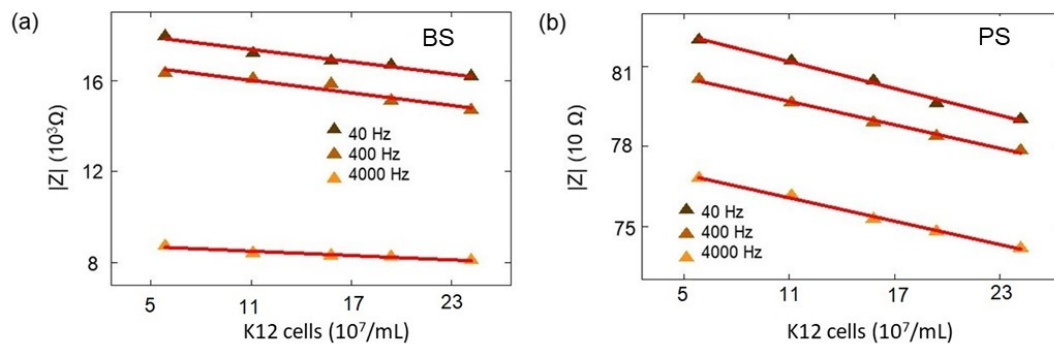 (a)
BS
|Z| (10³Ω)
16
12
8
40 Hz
400 Hz
4000 Hz
5 11 17 23
K12 cells (10⁷/mL)
(b)
PS
|Z| (10 Ω)
81
78
75
40 Hz
400 Hz
4000 Hz
5 11 17 23
K12 cells (10⁷/mL)